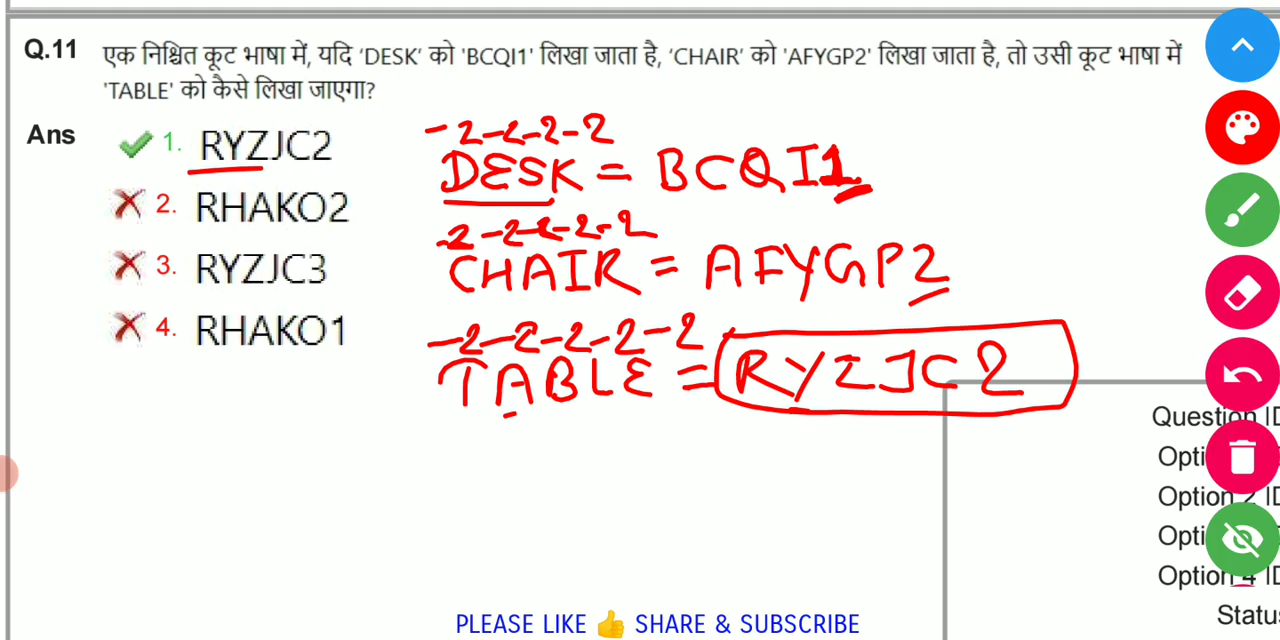 Q.11 एक निश्चित कूट भाषा में, यदि ‘DESK’ को 'BCQI1' लिखा जाता है, ‘CHAIR’ को 'AFYGP2' लिखा जाता है, तो उसी कूट भाषा में
'TABLE' को कैसे लिखा जाएगा?
Ans 1. RYZJC2
2. RHAKO2
3. RYZJC3
4. RHAKO1
-2-2-2-2
DESK = BCQI1
-2-2-2-2-2
CHAIR = AFYGP2
-2-2-2-2-2
TABLE = RYZJC2
Question ID
Opti
Option 2 ID
Opti
Option 4 ID
Status
PLEASE LIKE 👍 SHARE & SUBSCRIBE